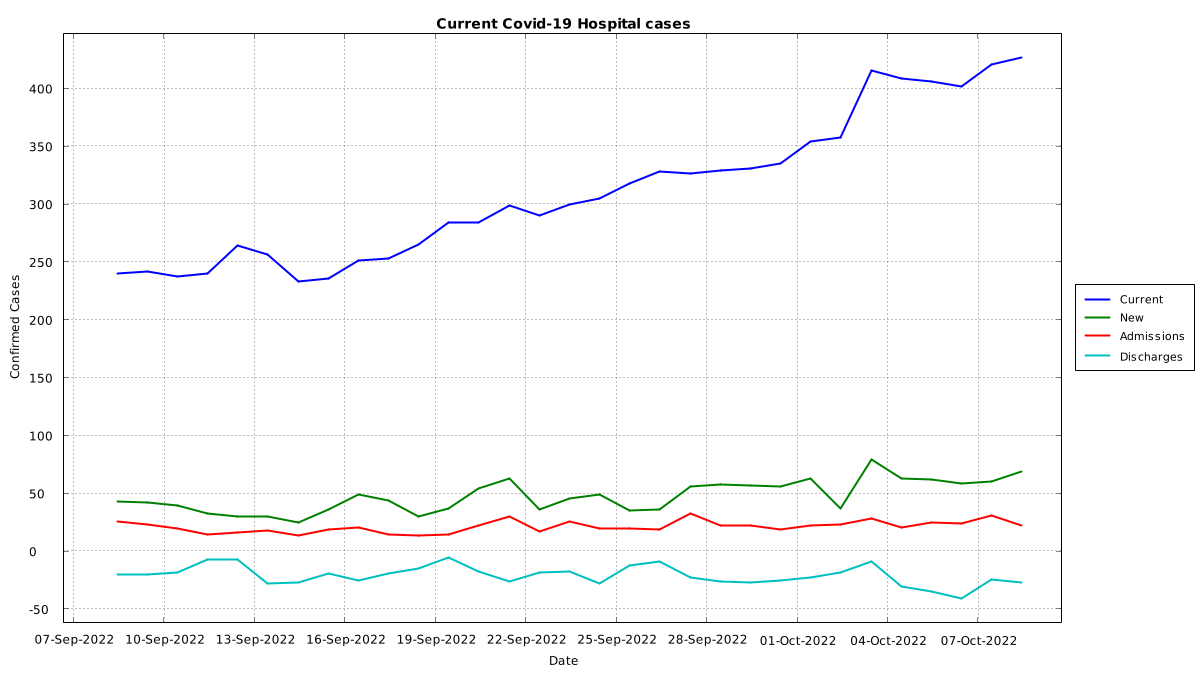 Current Covid-19 Hospital cases
400
350
300
250
200
150
100
50
0
-50
Confirmed Cases
07-Sep-2022 10-Sep-2022 13-Sep-2022 16-Sep-2022 19-Sep-2022 22-Sep-2022 25-Sep-2022 28-Sep-2022 01-Oct-2022 04-Oct-2022 07-Oct-2022
Date
Current
New
Admissions
Discharges